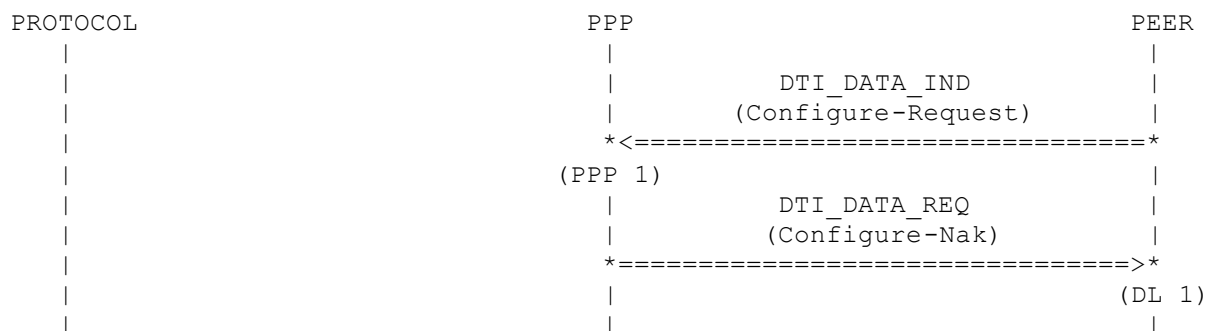 PROTOCOL PPP PEER
| | |
| | DTI_DATA_IND |
| | (Configure-Request) |
| *<================================*
| (PPP 1) |
| | DTI_DATA_REQ |
| | (Configure-Nak) |
| *================================>*
| | (DL 1)
| | |